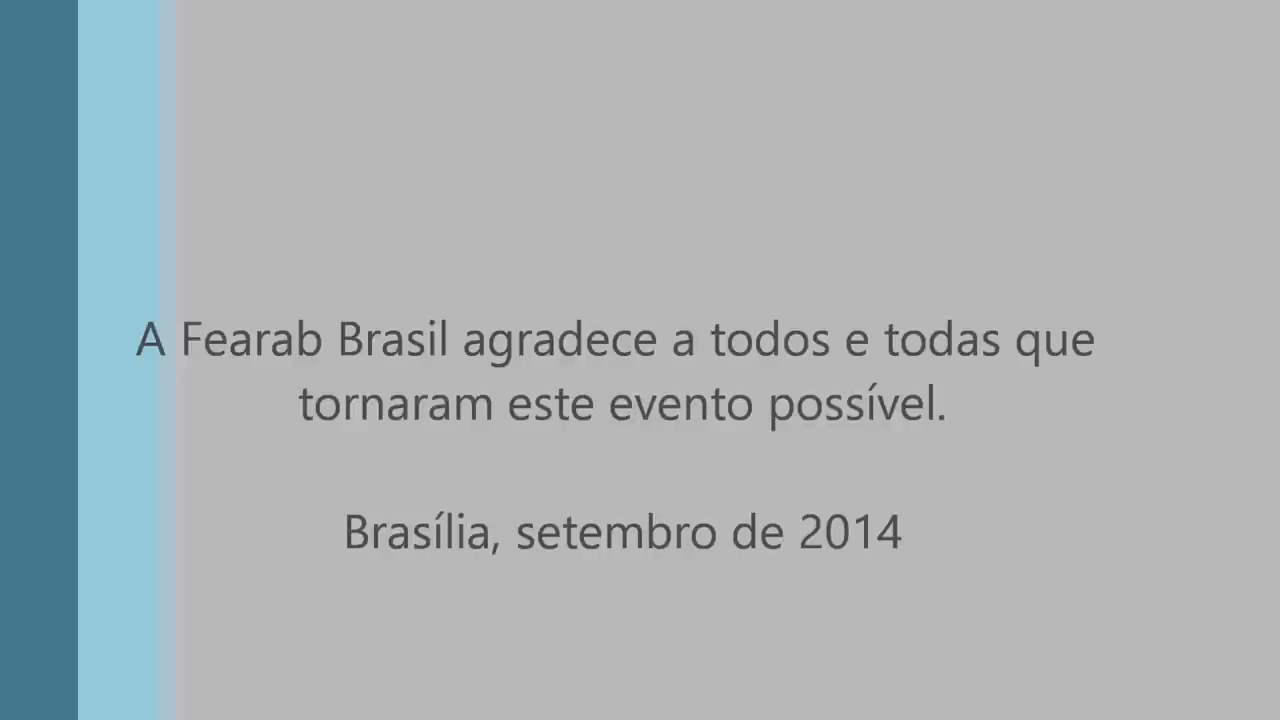 A Fearab Brasil agradece a todos e todas que
tornaram este evento possível.
Brasília, setembro de 2014